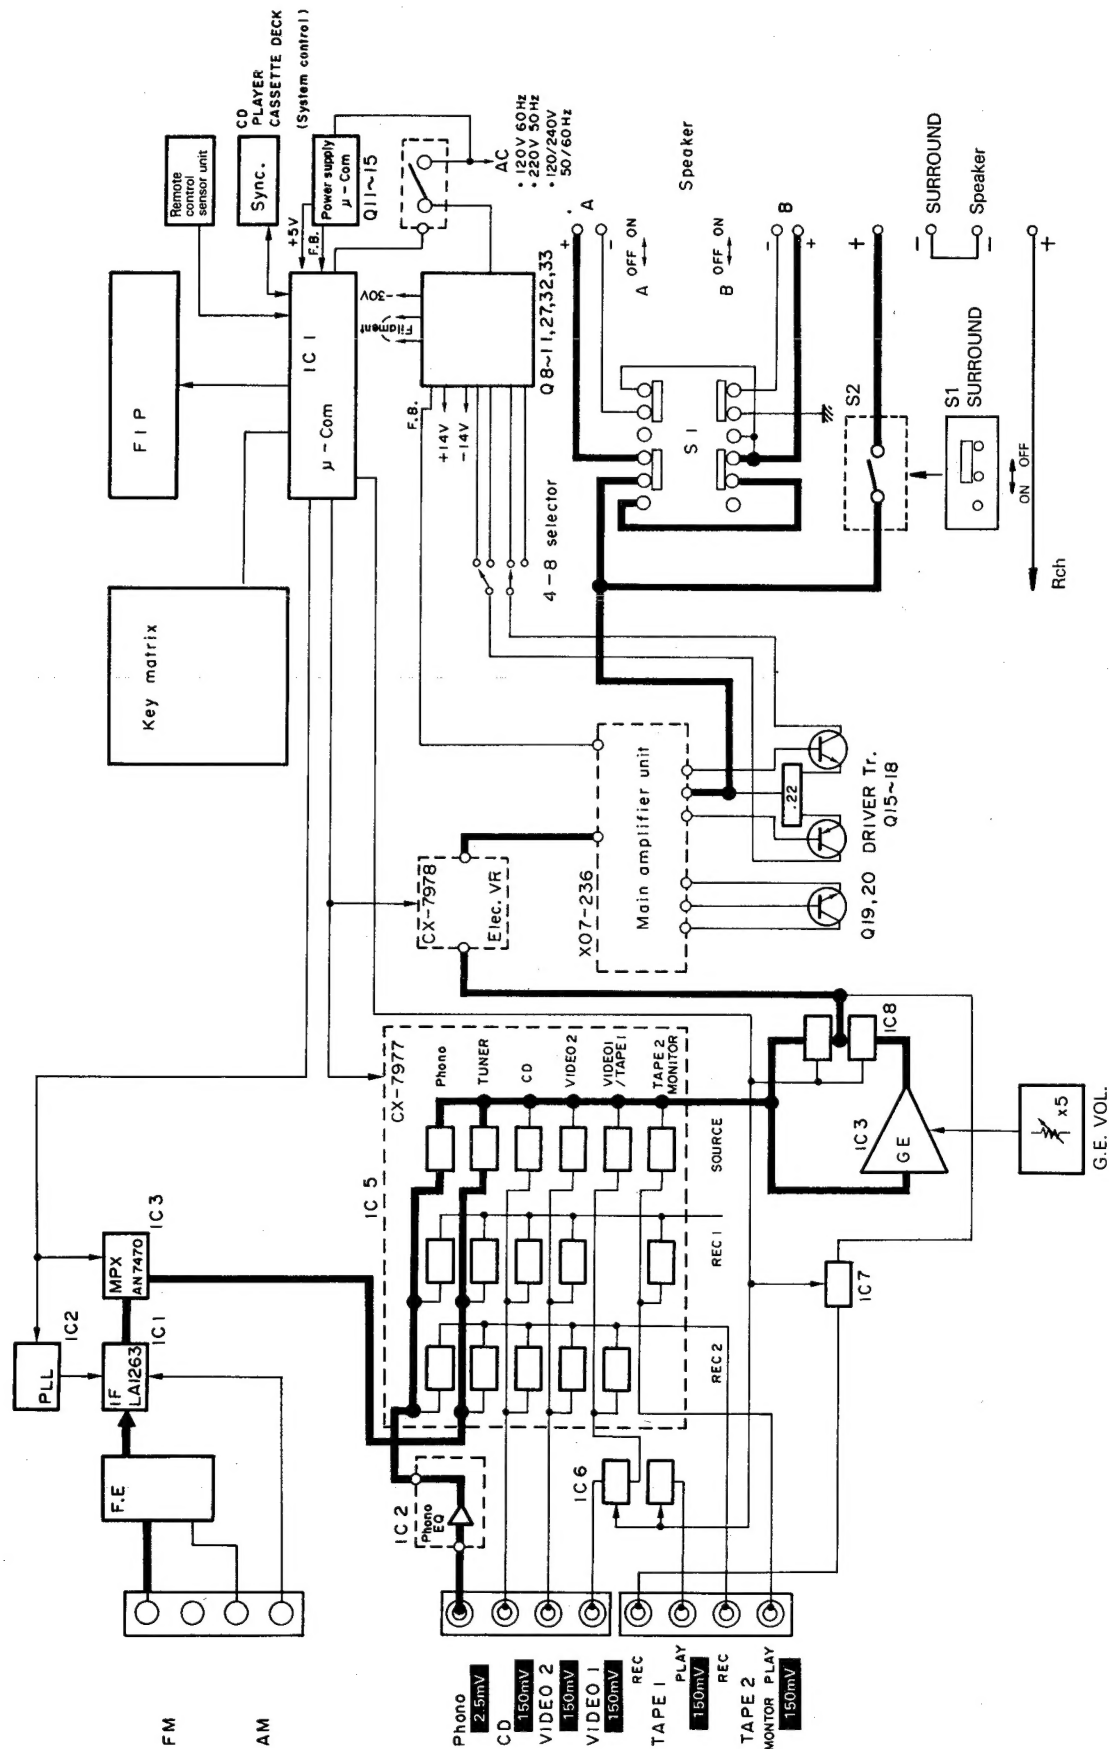 FM
AM
F.E
PLL
IC2
IF
LA1263
IC1
MPX
AN7470
IC3
Key matrix
FIP
IC1
μ-Com
Remote
control
sensor unit
Sync.
CD
PLAYER
CASSETTE DECK
(System control)
+5V
F.B.
Power supply
μ-Com
Q11~15
AC
• 120V 60Hz
• 220V 50Hz
• 120/240V
50/60Hz
-30V
Filament
Q8~11,27,32,33
F.B.
+14V
-14V
4-8 selector
Phono
2.5mV
CD
150mV
VIDEO 2
150mV
VIDEO 1
150mV
REC
TAPE 1
PLAY
150mV
REC
TAPE 2
MONTOR PLAY
150mV
IC2
Phono
EQ
IC6
IC7
IC5
CX-7977
Phono
TUNER
CD
VIDEO2
VIDEO1
/TAPE1
TAPE2
MONITOR
REC2
REC1
SOURCE
IC3
GE
IC8
x5
G.E. VOL.
CX-7978
Elec. VR
X07-236
Main amplifier unit
.22
Q19,20
DRIVER Tr.
Q15~18
S1
Speaker
+
A
-
A
OFF ON
B
OFF ON
-
B
+
S2
+
-
SURROUND
Speaker
-
+
S1
SURROUND
ON OFF
Rch